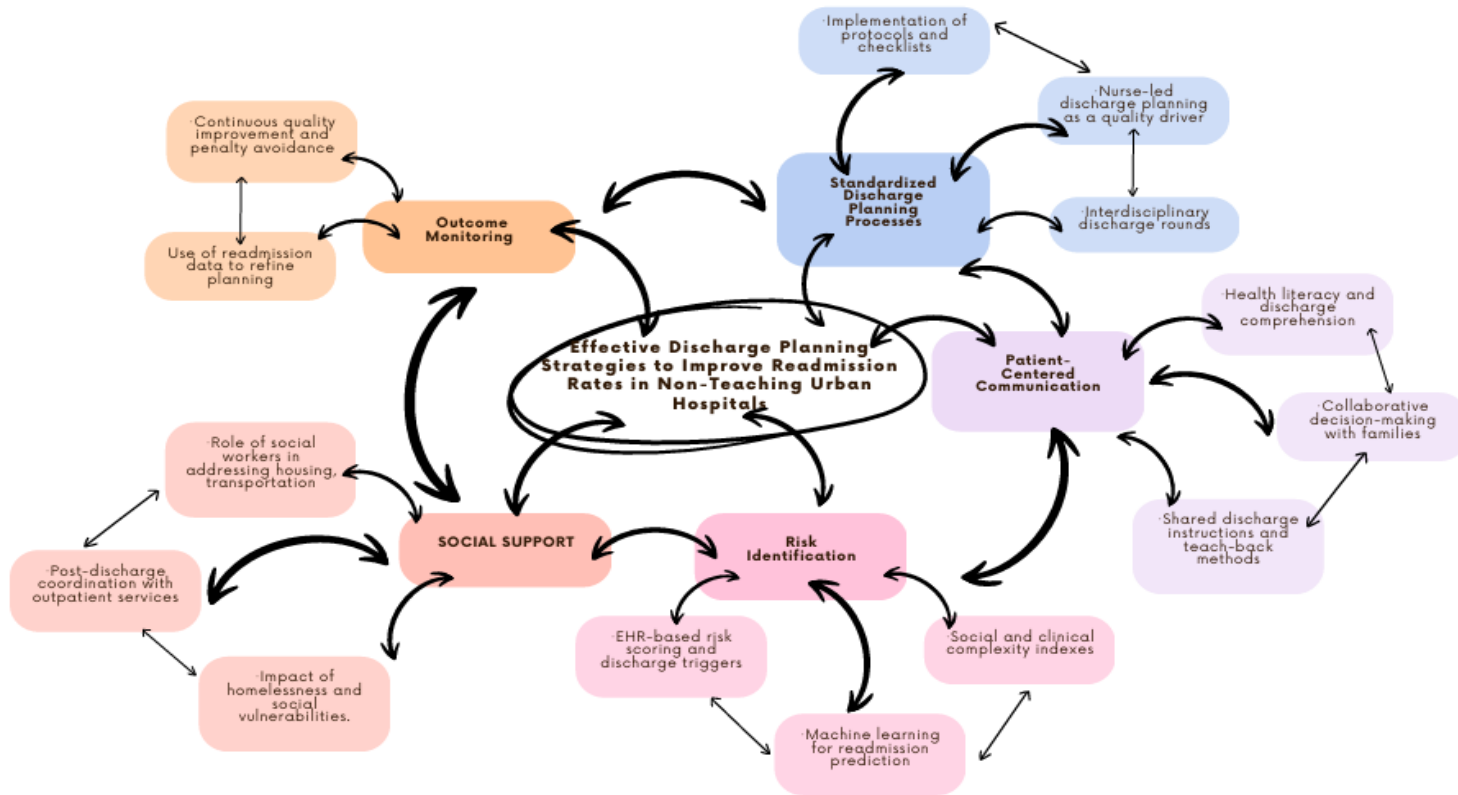 ·Implementation of
protocols and
checklists
·Nurse-led
discharge planning
as a quality driver
·Continuous quality
improvement and
penalty avoidance
Standardized
Discharge
Planning
Processes
Outcome
Monitoring
·Interdisciplinary
discharge rounds
Use of readmission
data to refine
planning
·Health literacy and
discharge
comprehension
Effective Discharge Planning
Strategies to Improve Readmission
Rates in Non-Teaching Urban
Hospitals
Patient-
Centered
Communication
·Collaborative
decision-making
with families
·Role of social
workers in
addressing housing,
transportation
·Shared discharge
instructions and
teach-back
methods
SOCIAL SUPPORT
Risk
Identification
·Post-discharge
coordination with
outpatient services
·EHR-based risk
scoring and
discharge triggers
·Social and clinical
complexity indexes
·Impact of
homelessness and
social
vulnerabilities.
·Machine learning
for readmission
prediction